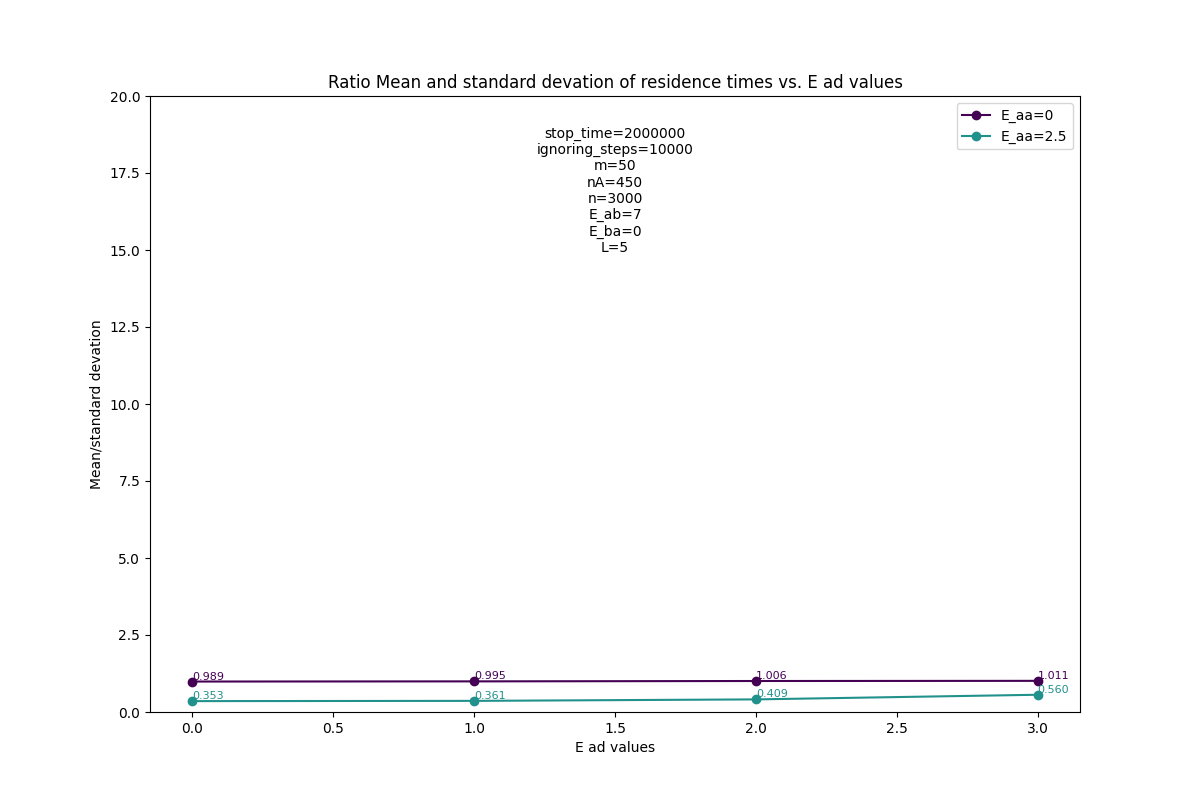 Ratio Mean and standard devation of residence times vs. E ad values
20.0
17.5
15.0
12.5
10.0
7.5
5.0
2.5
0.0
Mean/standard devation
stop_time=2000000
ignoring_steps=10000
m=50
nA=450
n=3000
E_ab=7
E_ba=0
L=5
E_aa=0
E_aa=2.5
0.989
0.995
1.006
1.011
0.353
0.361
0.409
0.560
0.0
0.5
1.0
1.5
2.0
2.5
3.0
E ad values